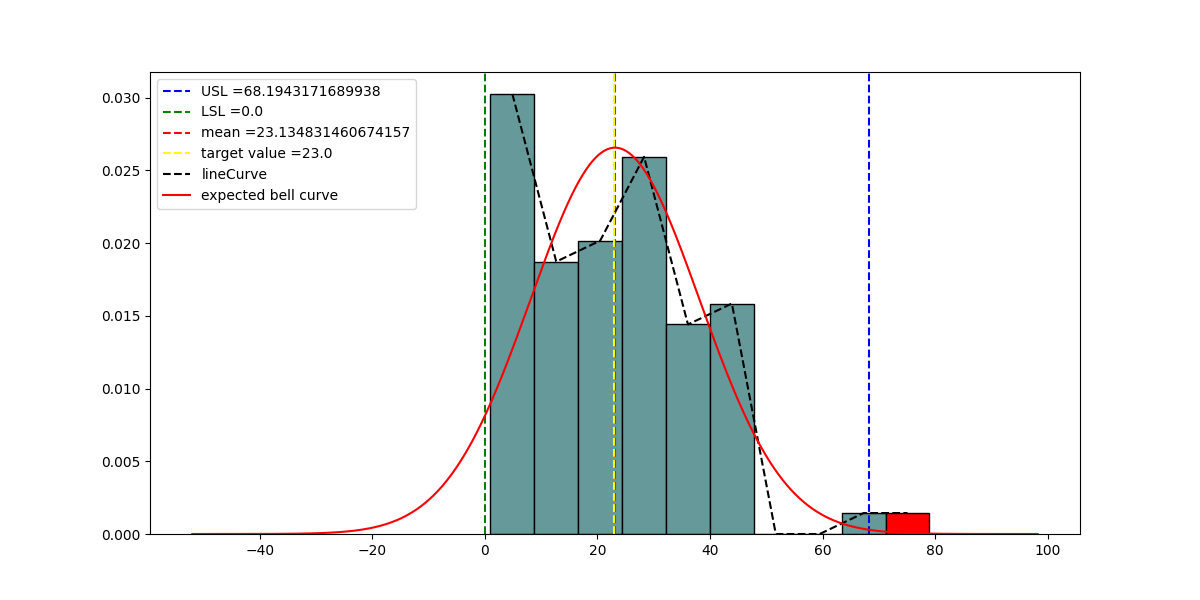 USL =68.1943171689938
LSL =0.0
mean =23.134831460674157
target value =23.0
lineCurve
expected bell curve
0.030
0.025
0.020
0.015
0.010
0.005
0.000
−40 −20 0 20 40 60 80 100